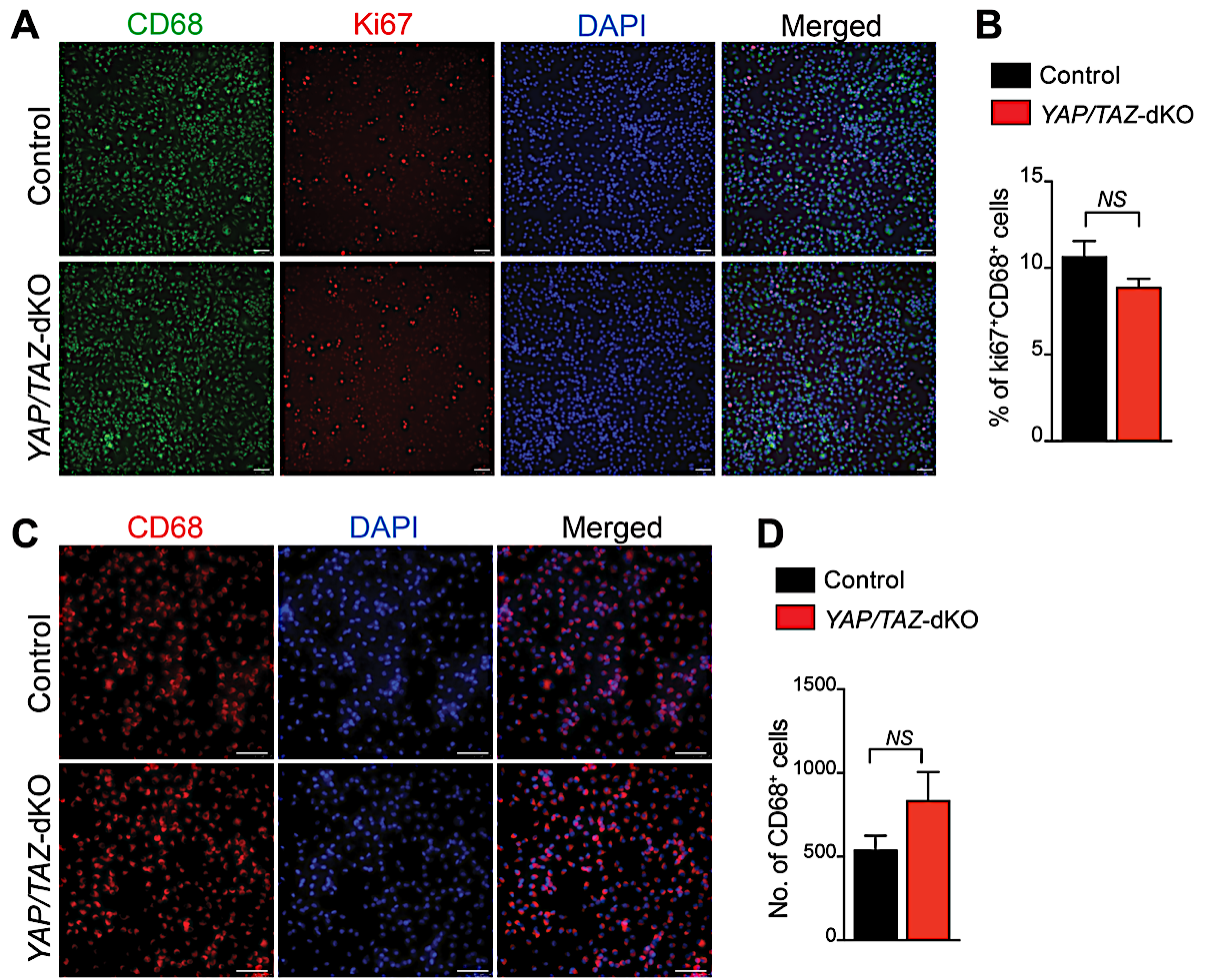 A
CD68
Ki67
DAPI
Merged
Control
YAP/TAZ-dKO
B
Control
YAP/TAZ-dKO
15
10
5
0
NS
% of ki67⁺CD68⁺ cells
C
CD68
DAPI
Merged
Control
YAP/TAZ-dKO
D
Control
YAP/TAZ-dKO
1500
1000
500
0
NS
No. of CD68⁺ cells